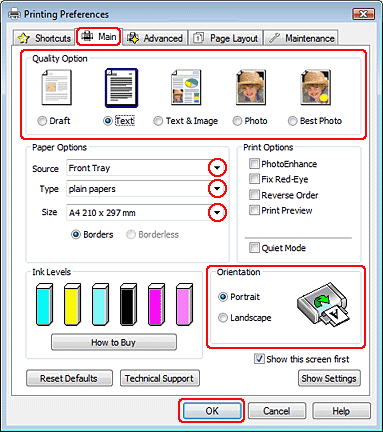 Printing Preferences
Shortcuts Main Advanced Page Layout Maintenance
Quality Option
Draft Text Text & Image Photo Best Photo
Paper Options
Source Front Tray
Type plain papers
Size A4 210 x 297 mm
Borders Borderless
Print Options
PhotoEnhance
Fix Red-Eye
Reverse Order
Print Preview
Quiet Mode
Ink Levels
How to Buy
Orientation
Portrait
Landscape
A
Show this screen first
Reset Defaults Technical Support Show Settings
OK Cancel Help